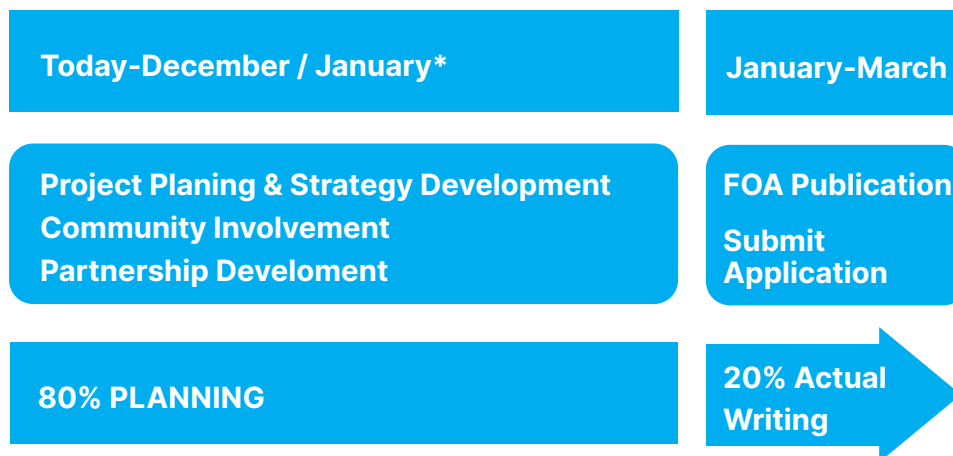 Today-December / January*
January-March
Project Planing & Strategy Development
Community Involvement
Partnership Develoment
FOA Publication
Submit
Application
80% PLANNING
20% Actual
Writing